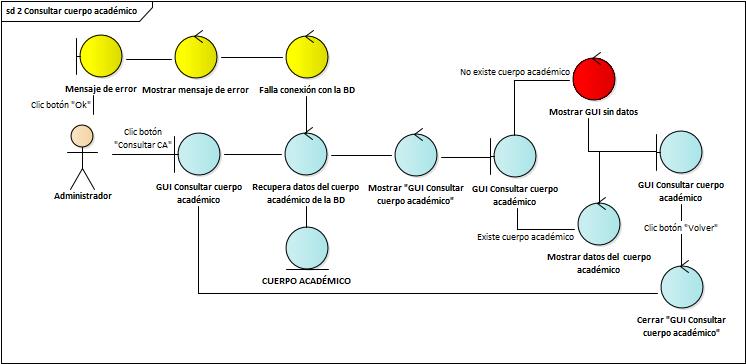 sd 2 Consultar cuerpo académico
Mensaje de error
Mostrar mensaje de error
Falla conexión con la BD
No existe cuerpo académico
Mostrar GUI sin datos
Clic botón "Ok"
Clic botón
"Consultar CA"
Administrador
GUI Consultar cuerpo
académico
Recupera datos del cuerpo
académico de la BD
Mostrar "GUI Consultar
cuerpo académico"
GUI Consultar cuerpo
académico
GUI Consultar cuerpo
académico
Existe cuerpo académico
Clic botón "Volver"
Mostrar datos del cuerpo
académico
CUERPO ACADÉMICO
Cerrar "GUI Consultar
cuerpo académico"